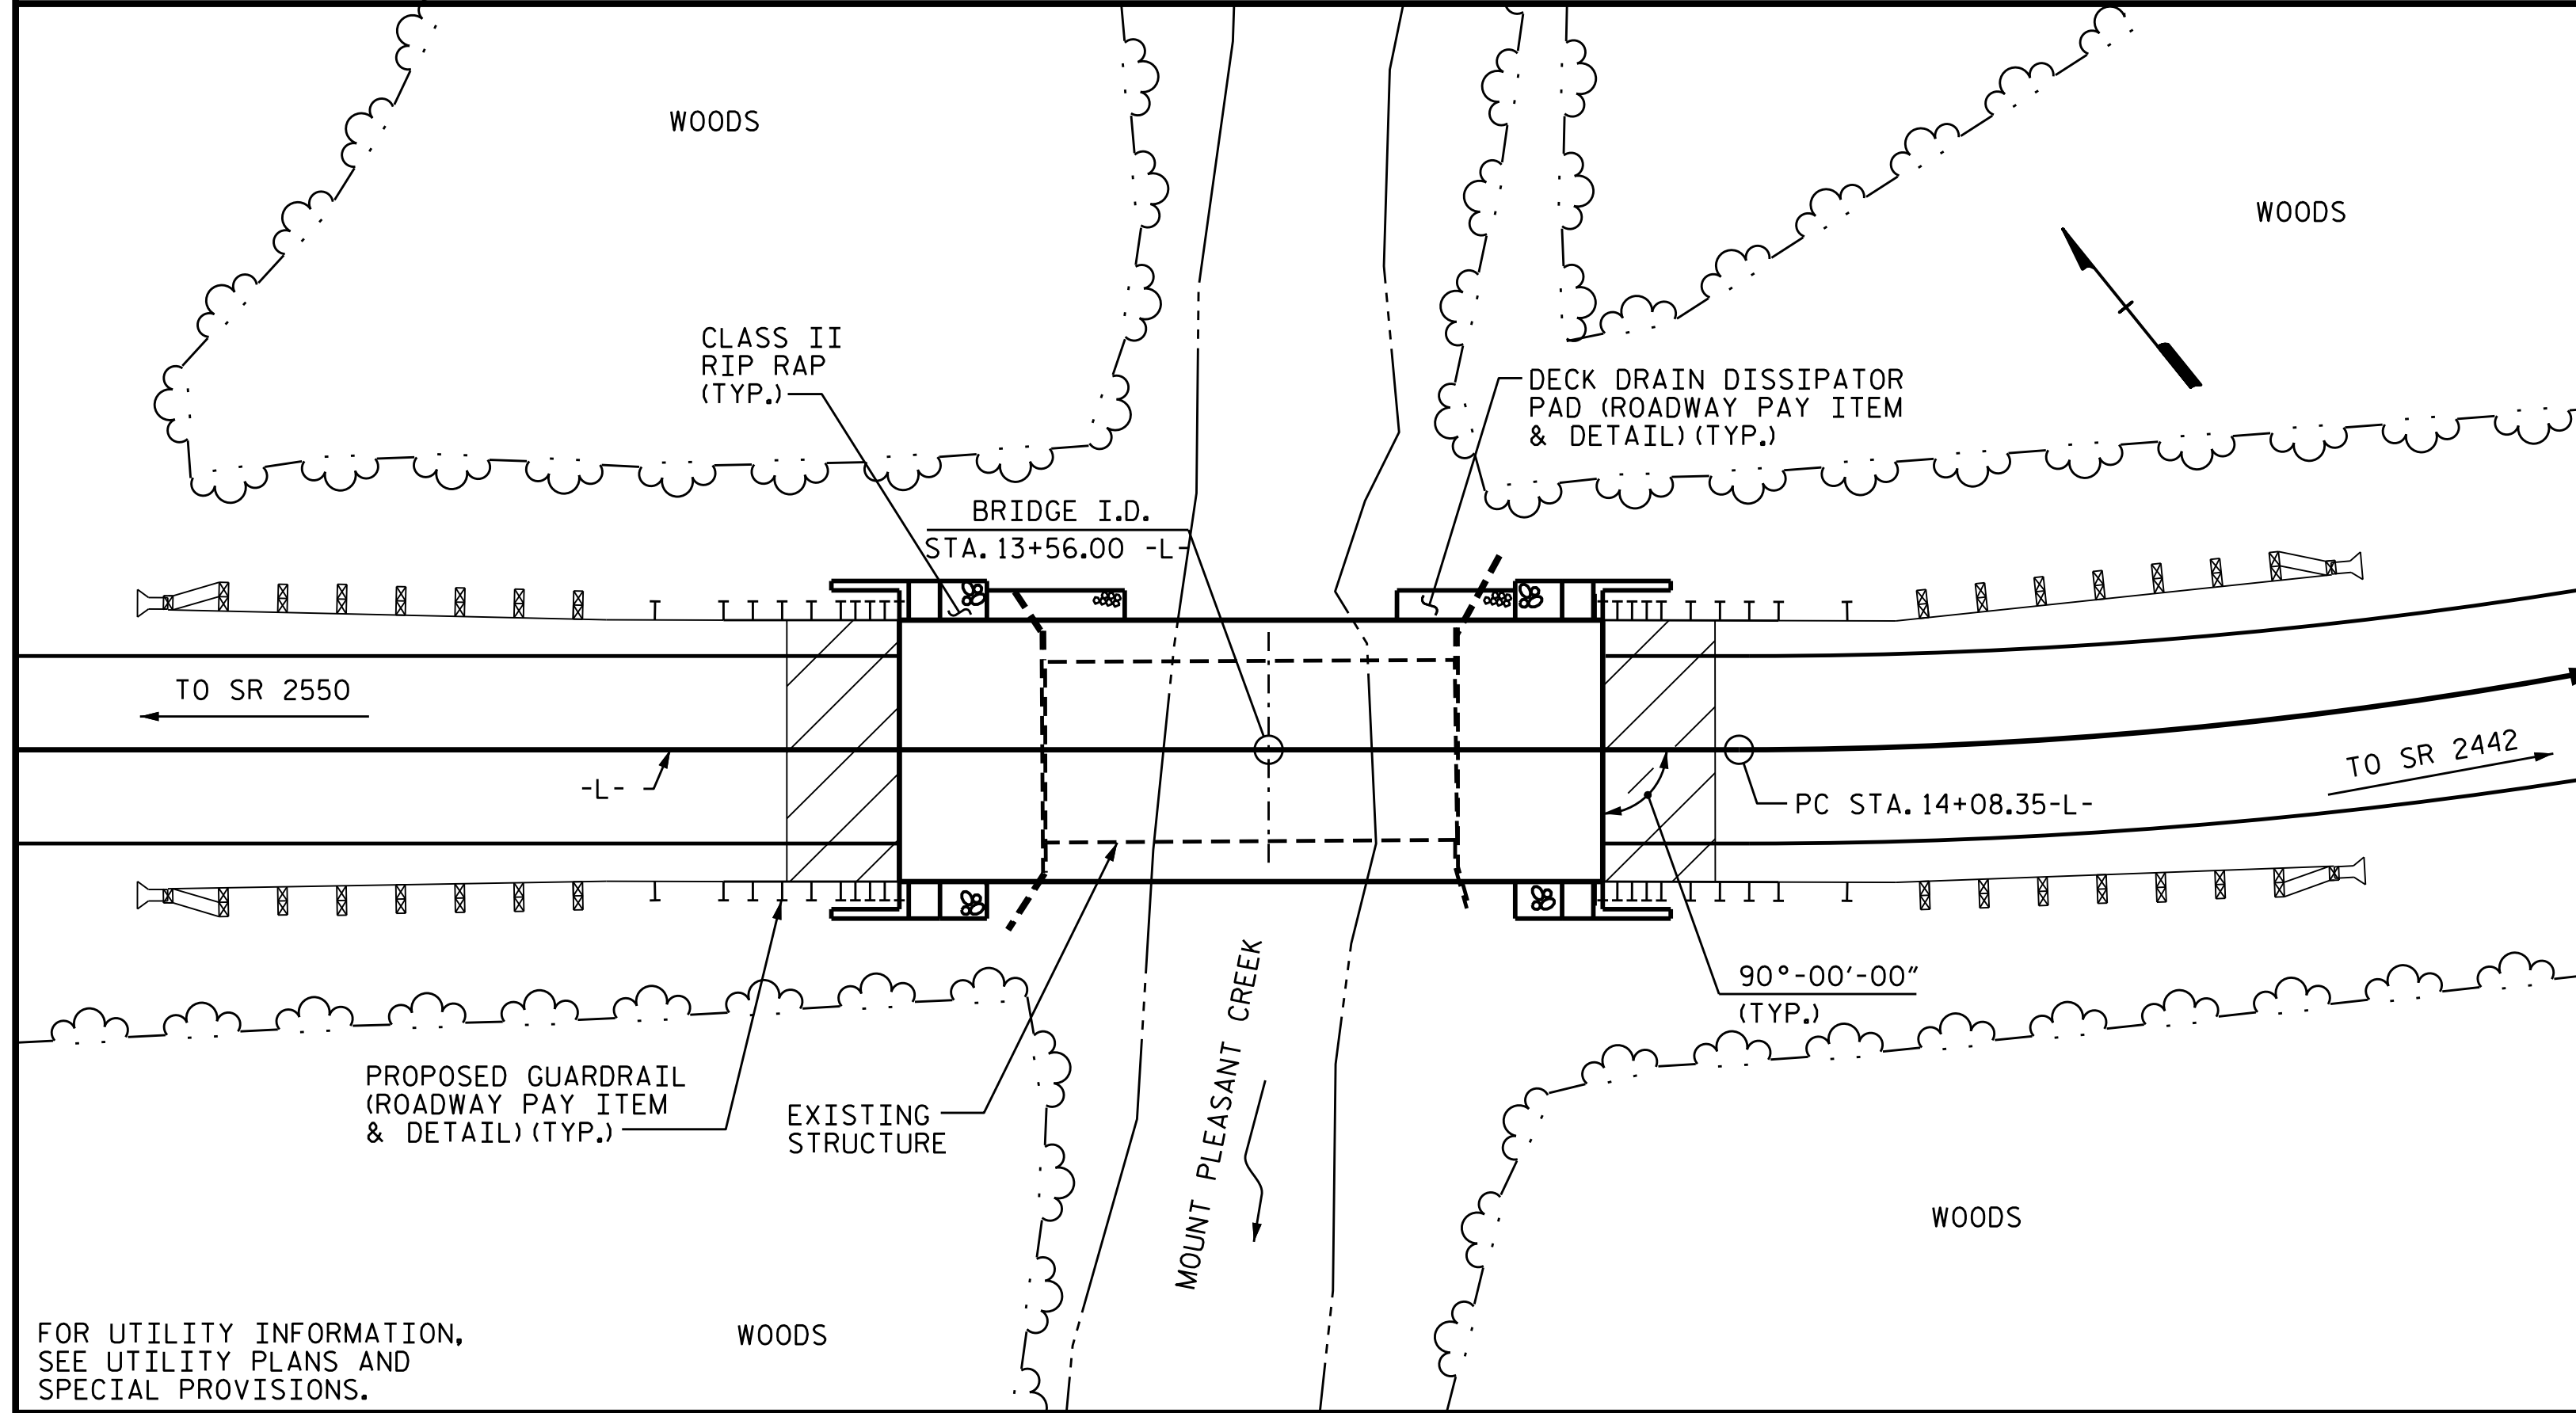 WOODS
WOODS
CLASS II
RIP RAP
(TYP.)
DECK DRAIN DISSIPATOR
PAD (ROADWAY PAY ITEM
& DETAIL)(TYP.)
BRIDGE I.D.
STA. 13+56.00 -L-
TO SR 2550
-L-
TO SR 2442
PC STA. 14+08.35-L-
90°-00'-00"
(TYP.)
MOUNT PLEASANT CREEK
PROPOSED GUARDRAIL
(ROADWAY PAY ITEM
& DETAIL)(TYP.)
EXISTING
STRUCTURE
WOODS
WOODS
FOR UTILITY INFORMATION,
SEE UTILITY PLANS AND
SPECIAL PROVISIONS.